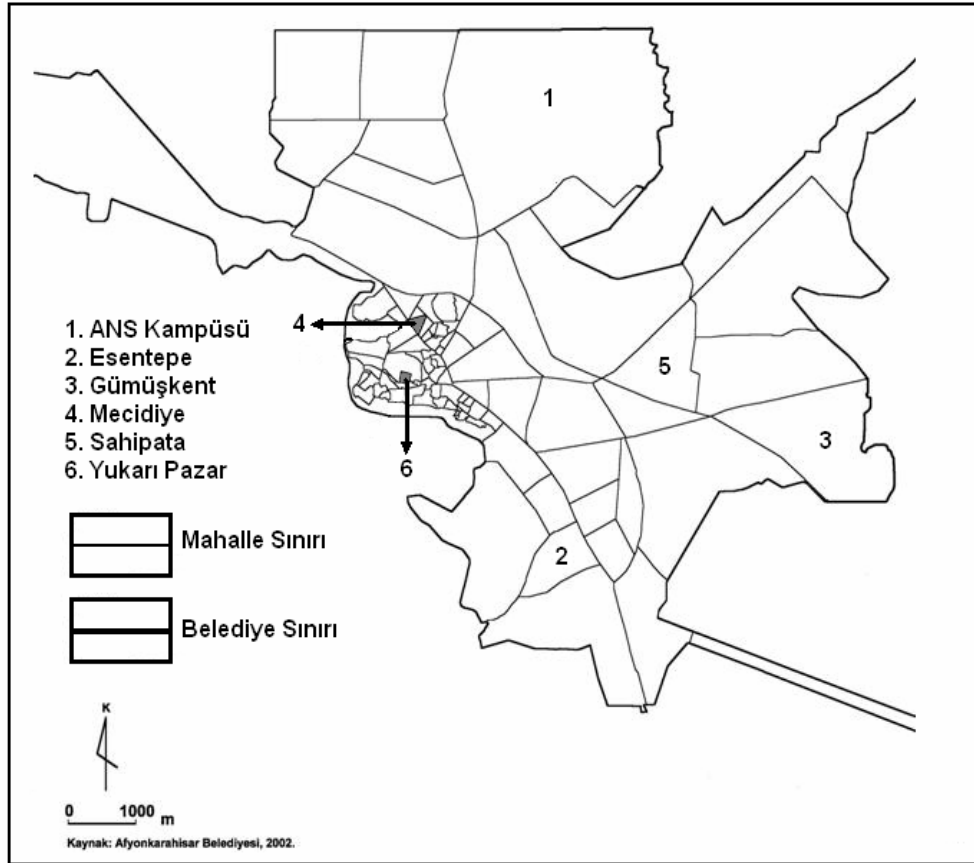 1
4
5
3
6
2
1. ANS Kampüsü
2. Esentepe
3. Gümüşkent
4. Mecidiye
5. Sahipata
6. Yukarı Pazar
Mahalle Sınırı
Belediye Sınırı
K
0 1000 m
Kaynak: Afyonkarahisar Belediyesi, 2002.